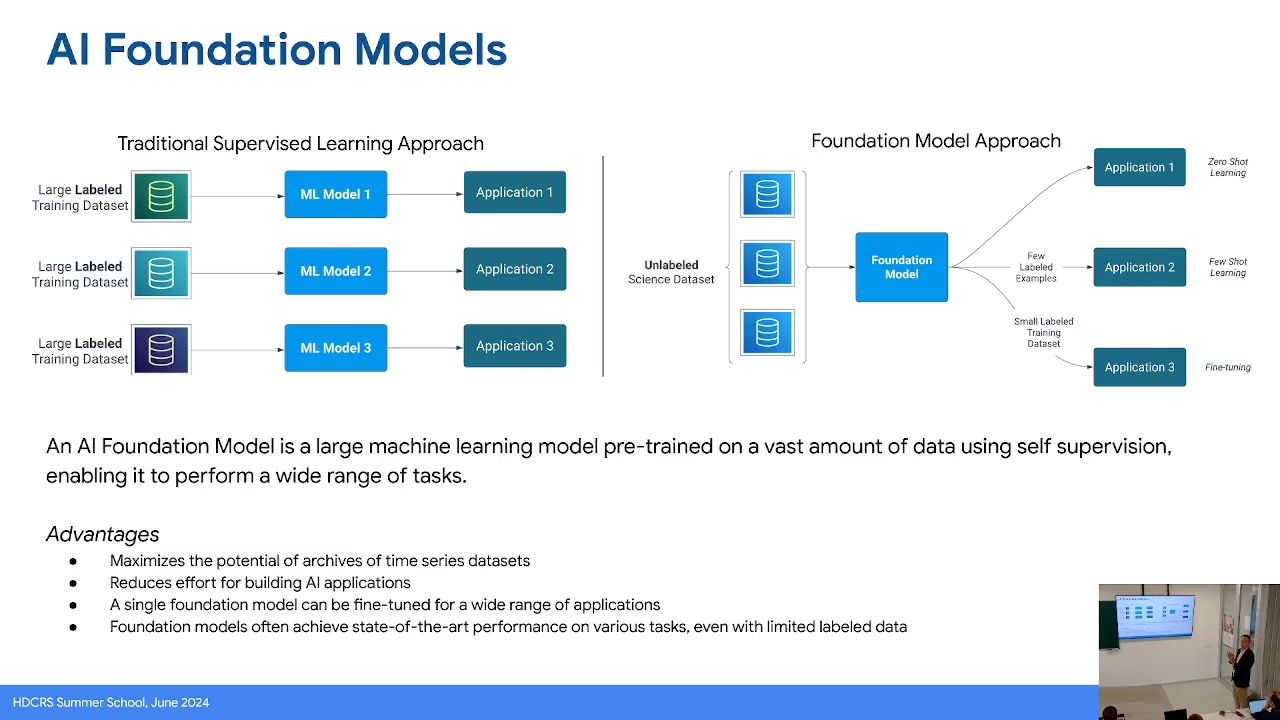 AI Foundation Models
Traditional Supervised Learning Approach
Large Labeled
Training Dataset
ML Model 1
Application 1
Large Labeled
Training Dataset
ML Model 2
Application 2
Large Labeled
Training Dataset
ML Model 3
Application 3
Foundation Model Approach
Unlabeled
Science Dataset
Foundation
Model
Application 1
Zero Shot
Learning
Few
Labeled
Examples
Application 2
Few Shot
Learning
Small Labeled
Training
Dataset
Application 3
Fine-tuning
An AI Foundation Model is a large machine learning model pre-trained on a vast amount of data using self supervision,
enabling it to perform a wide range of tasks.
Advantages
● Maximizes the potential of archives of time series datasets
● Reduces effort for building AI applications
● A single foundation model can be fine-tuned for a wide range of applications
● Foundation models often achieve state-of-the-art performance on various tasks, even with limited labeled data
HDCRS Summer School, June 2024